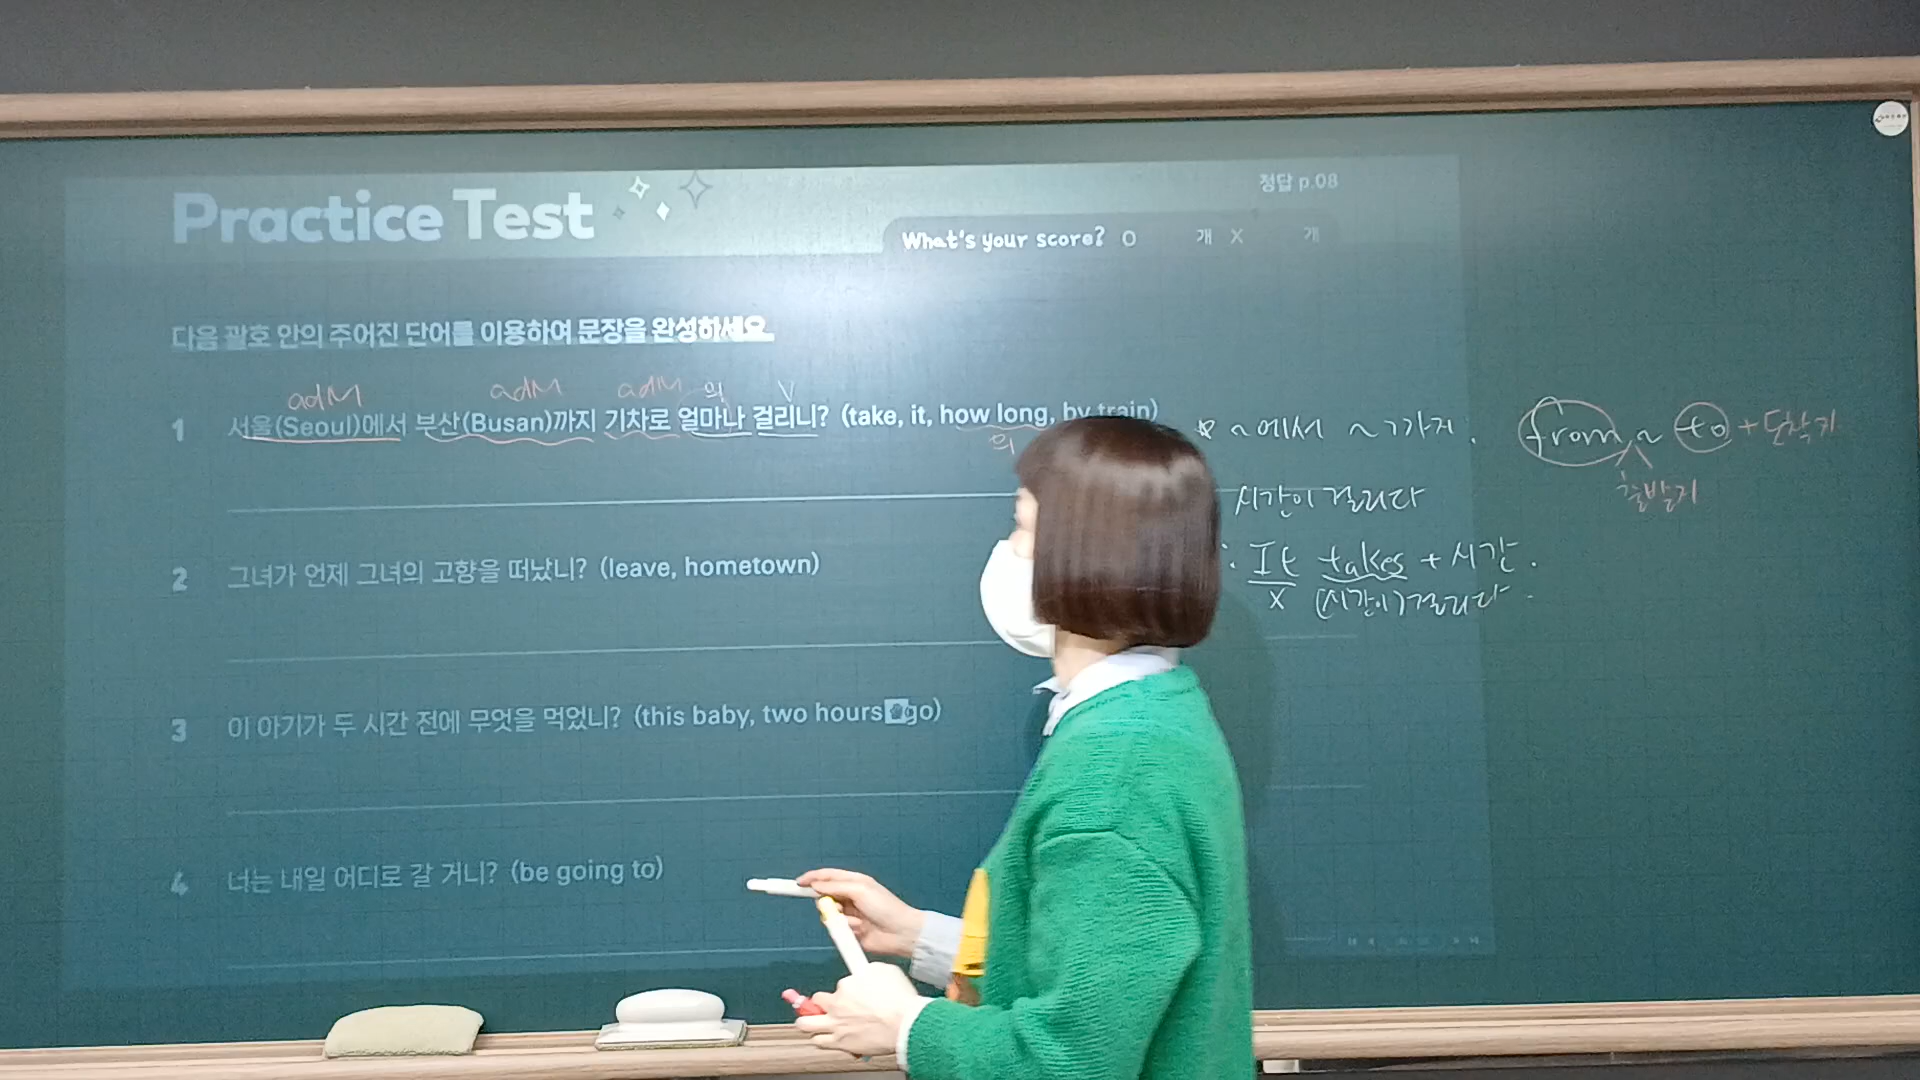 정답 p.08
Practice Test
What's your score? O 개 X 개
다음 괄호 안의 주어진 단어를 이용하여 문장을 완성하세요.
adM adM adM 의 V
1 서울(Seoul)에서 부산(Busan)까지 기차로 얼마나 걸리니? (take, it, how long, by train)
의
* ~에서 ~까지. from ~ to + 도착지
출발지
시간이 걸리다
: It takes + 시간.
X (시간이) 걸리다.
2 그녀가 언제 그녀의 고향을 떠났니? (leave, hometown)
3 이 아기가 두 시간 전에 무엇을 먹었니? (this baby, two hours go)
4 너는 내일 어디로 갈 거니? (be going to)